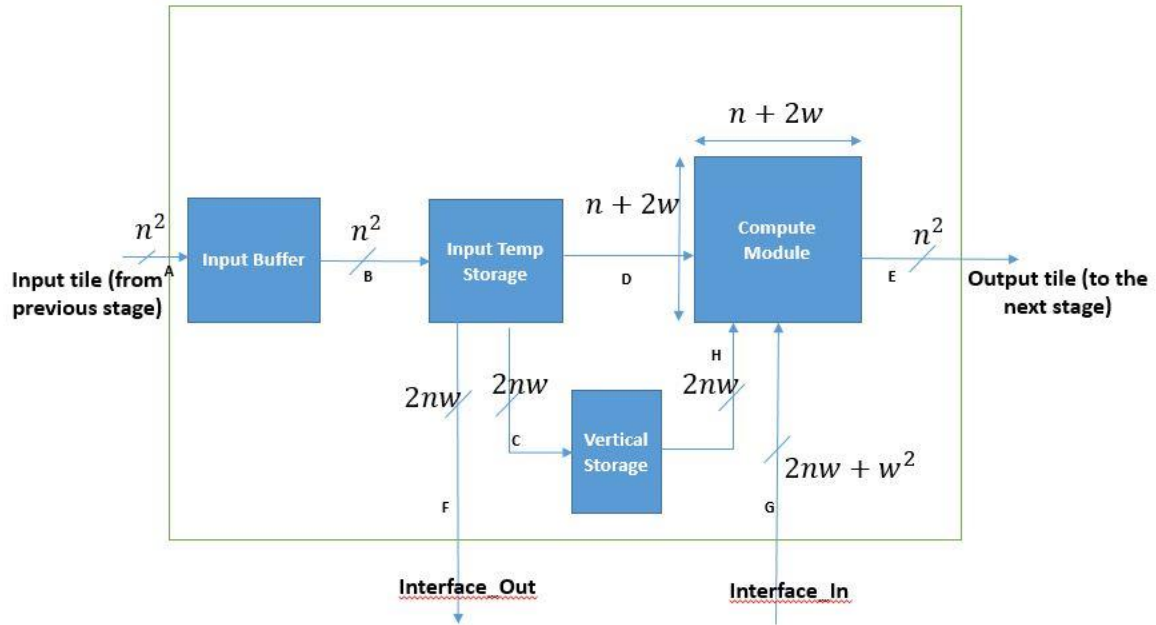 n + 2w
n²
Input Buffer
n²
Input Temp
Storage
n + 2w
Compute
Module
n²
A
B
D
E
Input tile (from
previous stage)
Output tile (to the
next stage)
H
2nw
2nw
2nw
C
Vertical
Storage
2nw + w²
F
G
Interface_Out
Interface_In